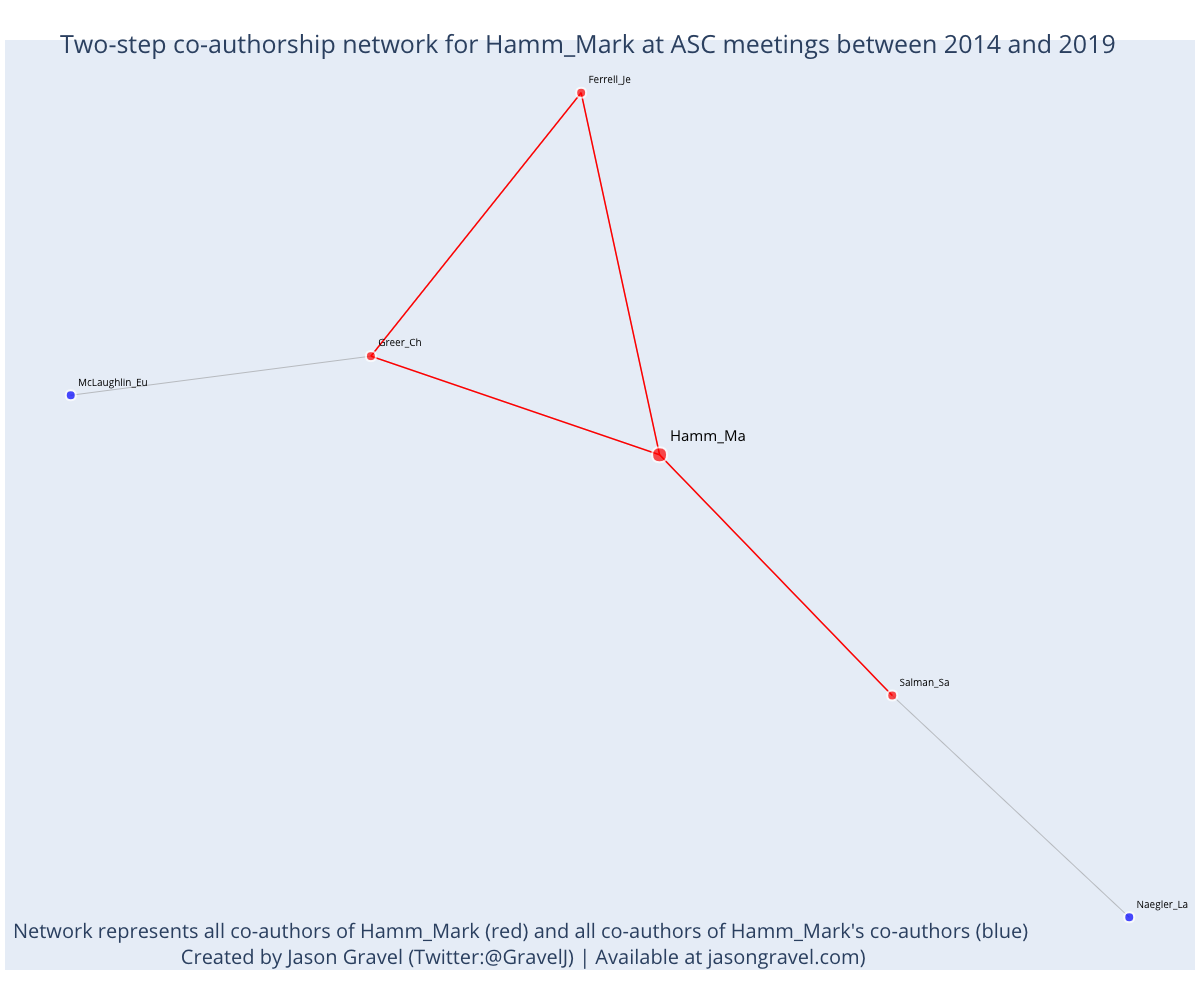 Two-step co-authorship network for Hamm_Mark at ASC meetings between 2014 and 2019
Ferrell_Je
Greer_Ch
McLaughlin_Eu
Hamm_Ma
Salman_Sa
Naegler_La
Network represents all co-authors of Hamm_Mark (red) and all co-authors of Hamm_Mark's co-authors (blue)
Created by Jason Gravel (Twitter:@GravelJ) | Available at jasongravel.com)